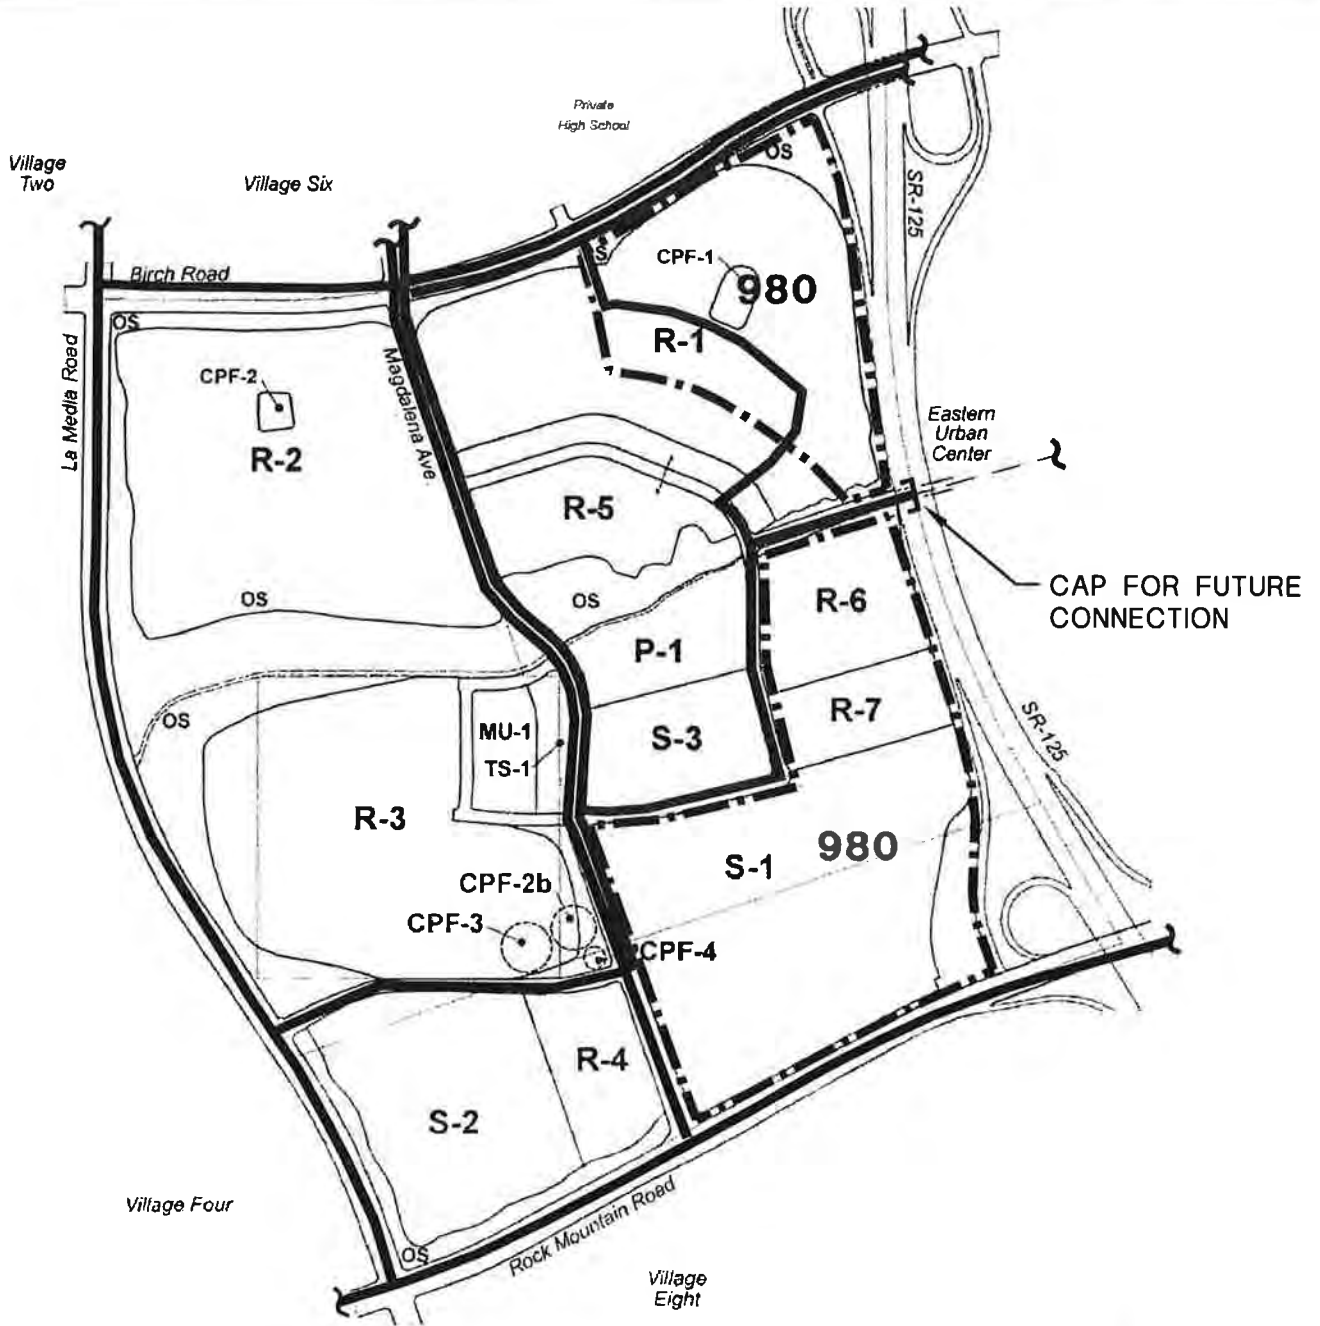 Private
High School
Village
Two
Village Six
OS
SR-125
S
CPF-1
980
Birch Road
OS
R-1
La Media Road
CPF-2
Magdalena Ave.
Eastern
Urban
Center
R-2
R-5
CAP FOR FUTURE
CONNECTION
OS
OS
R-6
P-1
OS
R-7
SR-125
MU-1
S-3
TS-1
R-3
980
S-1
CPF-2b
CPF-3
CPF-4
R-4
S-2
Village Four
OS
Rock Mountain Road
Village
Eight